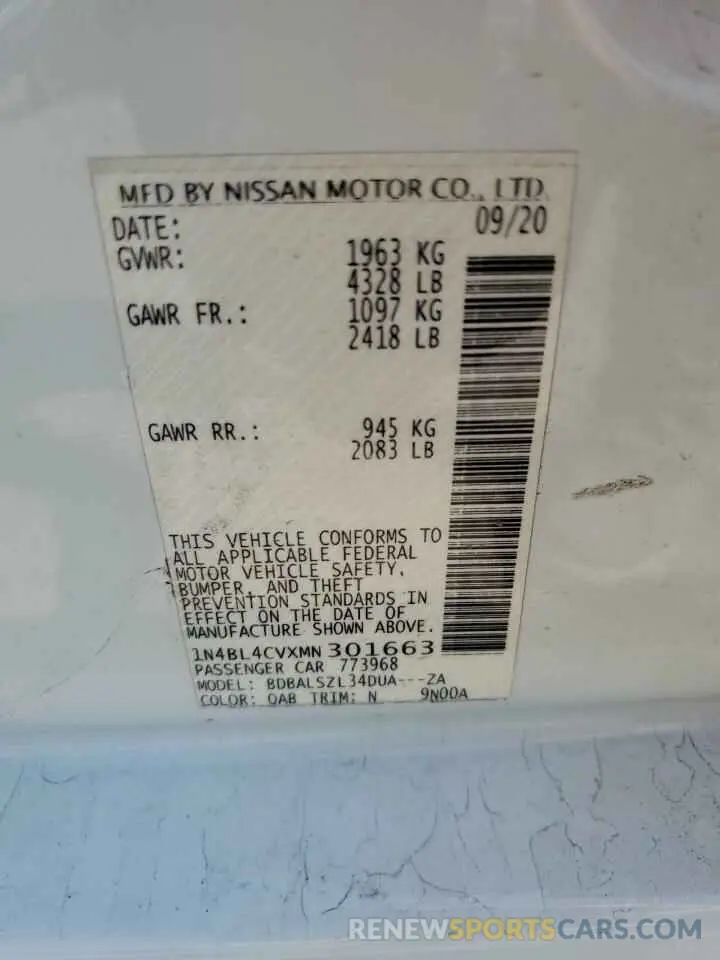 MFD BY NISSAN MOTOR CO., LTD.
DATE: 09/20
GVWR: 1963 KG
4328 LB
GAWR FR.: 1097 KG
2418 LB
GAWR RR.: 945 KG
2083 LB
THIS VEHICLE CONFORMS TO
ALL APPLICABLE FEDERAL
MOTOR VEHICLE SAFETY,
BUMPER, AND THEFT
PREVENTION STANDARDS IN
EFFECT ON THE DATE OF
MANUFACTURE SHOWN ABOVE.
1N4BL4CVXMN301663
PASSENGER CAR 773968
MODEL: BDBALSZL34DUA---ZA
COLOR: QAB TRIM: N 9N00A
RENEWSPORTSCARS.COM